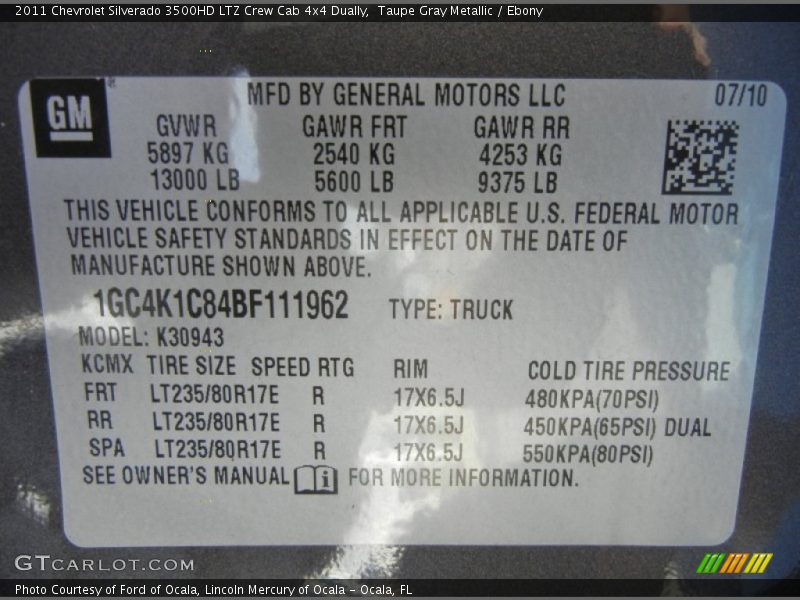 2011 Chevrolet Silverado 3500HD LTZ Crew Cab 4x4 Dually,  Taupe Gray Metallic / Ebony
GM
MFD BY GENERAL MOTORS LLC 07/10
GVWR GAWR FRT GAWR RR
5897 KG 2540 KG 4253 KG
13000 LB 5600 LB 9375 LB
THIS VEHICLE CONFORMS TO ALL APPLICABLE U.S. FEDERAL MOTOR
VEHICLE SAFETY STANDARDS IN EFFECT ON THE DATE OF
MANUFACTURE SHOWN ABOVE.
1GC4K1C84BF111962 TYPE: TRUCK
MODEL: K30943
KCMX TIRE SIZE SPEED RTG RIM COLD TIRE PRESSURE
FRT LT235/80R17E R 17X6.5J 480KPA(70PSI)
RR LT235/80R17E R 17X6.5J 450KPA(65PSI) DUAL
SPA LT235/80R17E R 17X6.5J 550KPA(80PSI)
SEE OWNER'S MANUAL i FOR MORE INFORMATION.
GTCARLOT.COM
Photo Courtesy of Ford of Ocala, Lincoln Mercury of Ocala - Ocala, FL